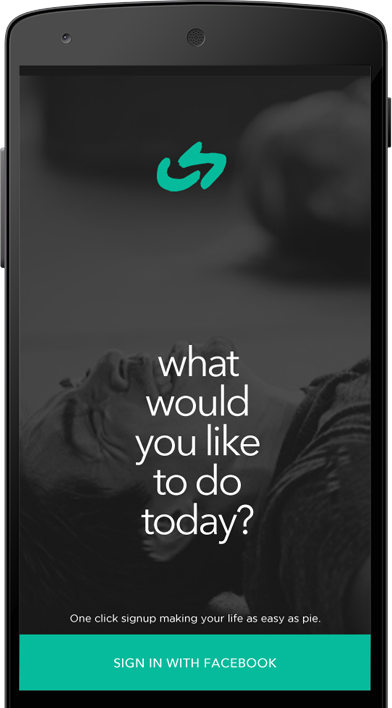 what
would
you like
to do
today?
One click signup making your life as easy as pie.
SIGN IN WITH FACEBOOK